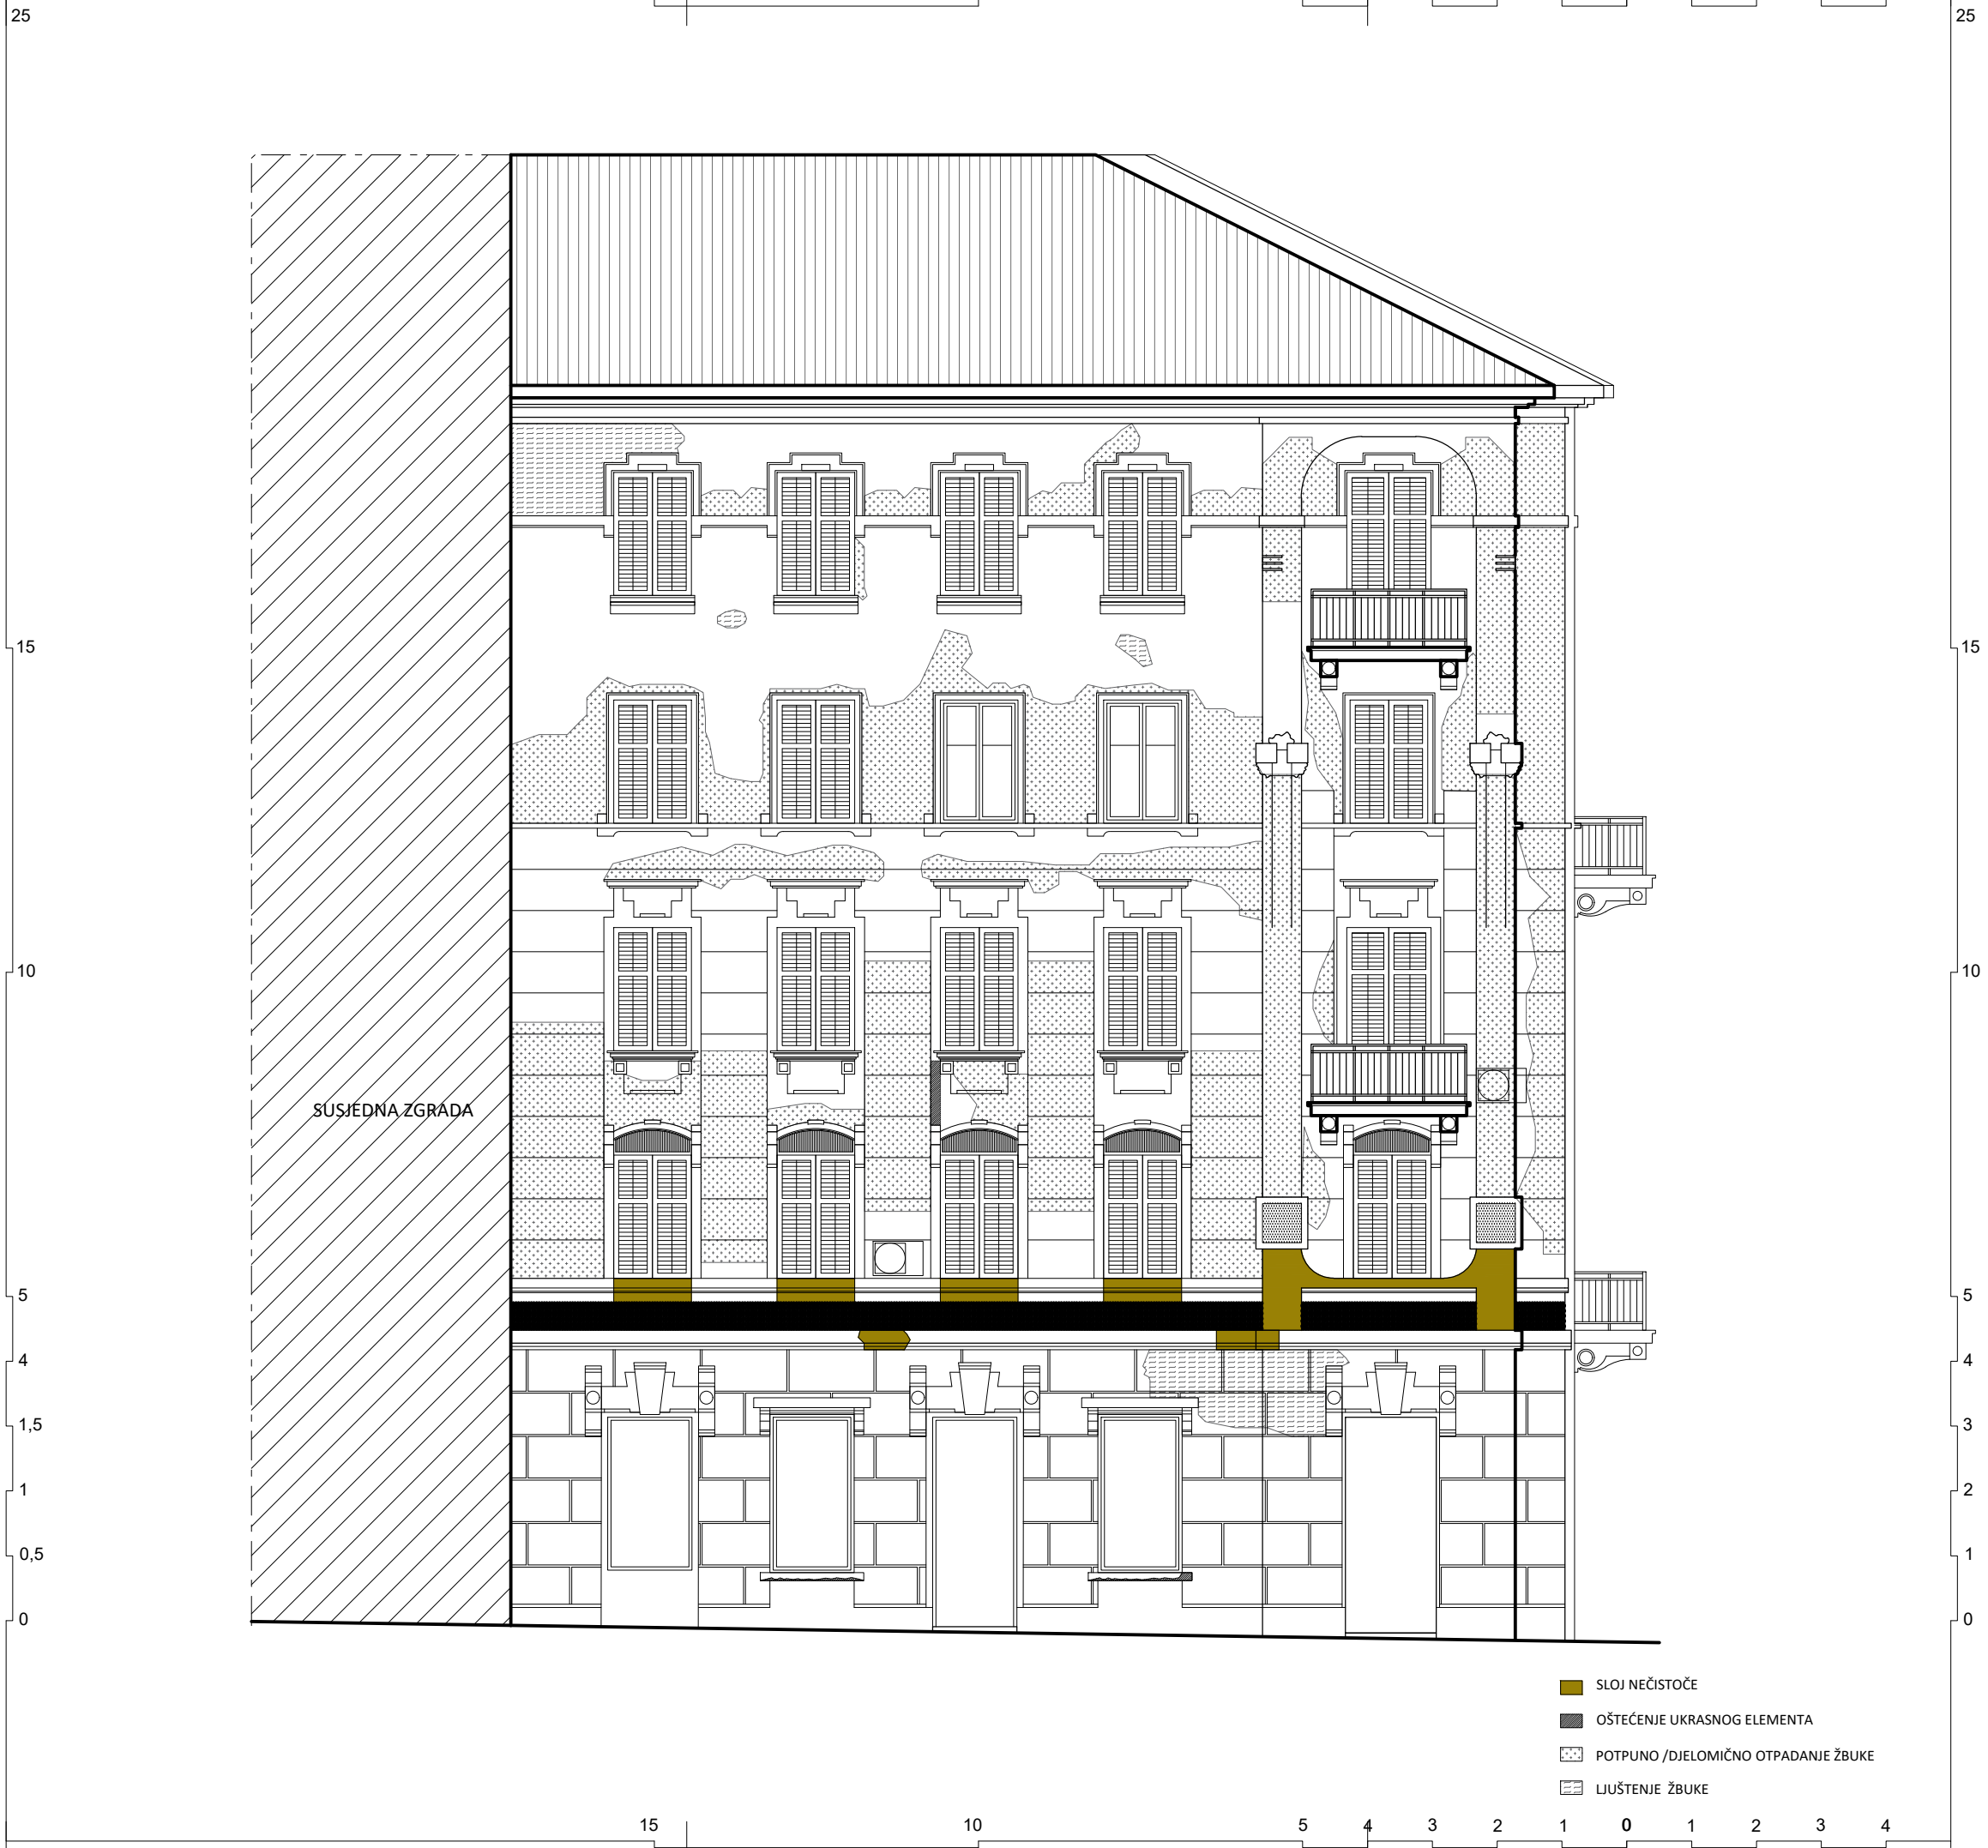 25 25
15 15
10 10
SUSJEDNA ZGRADA
5 5
4 4
1,5 3
1 2
0,5 1
0 0
SLOJ NEČISTOČE
OŠTEĆENJE UKRASNOG ELEMENTA
POTPUNO /DJELOMIČNO OTPADANJE ŽBUKE
LJUŠTENJE ŽBUKE
15 10 5 4 3 2 1 0 1 2 3 4